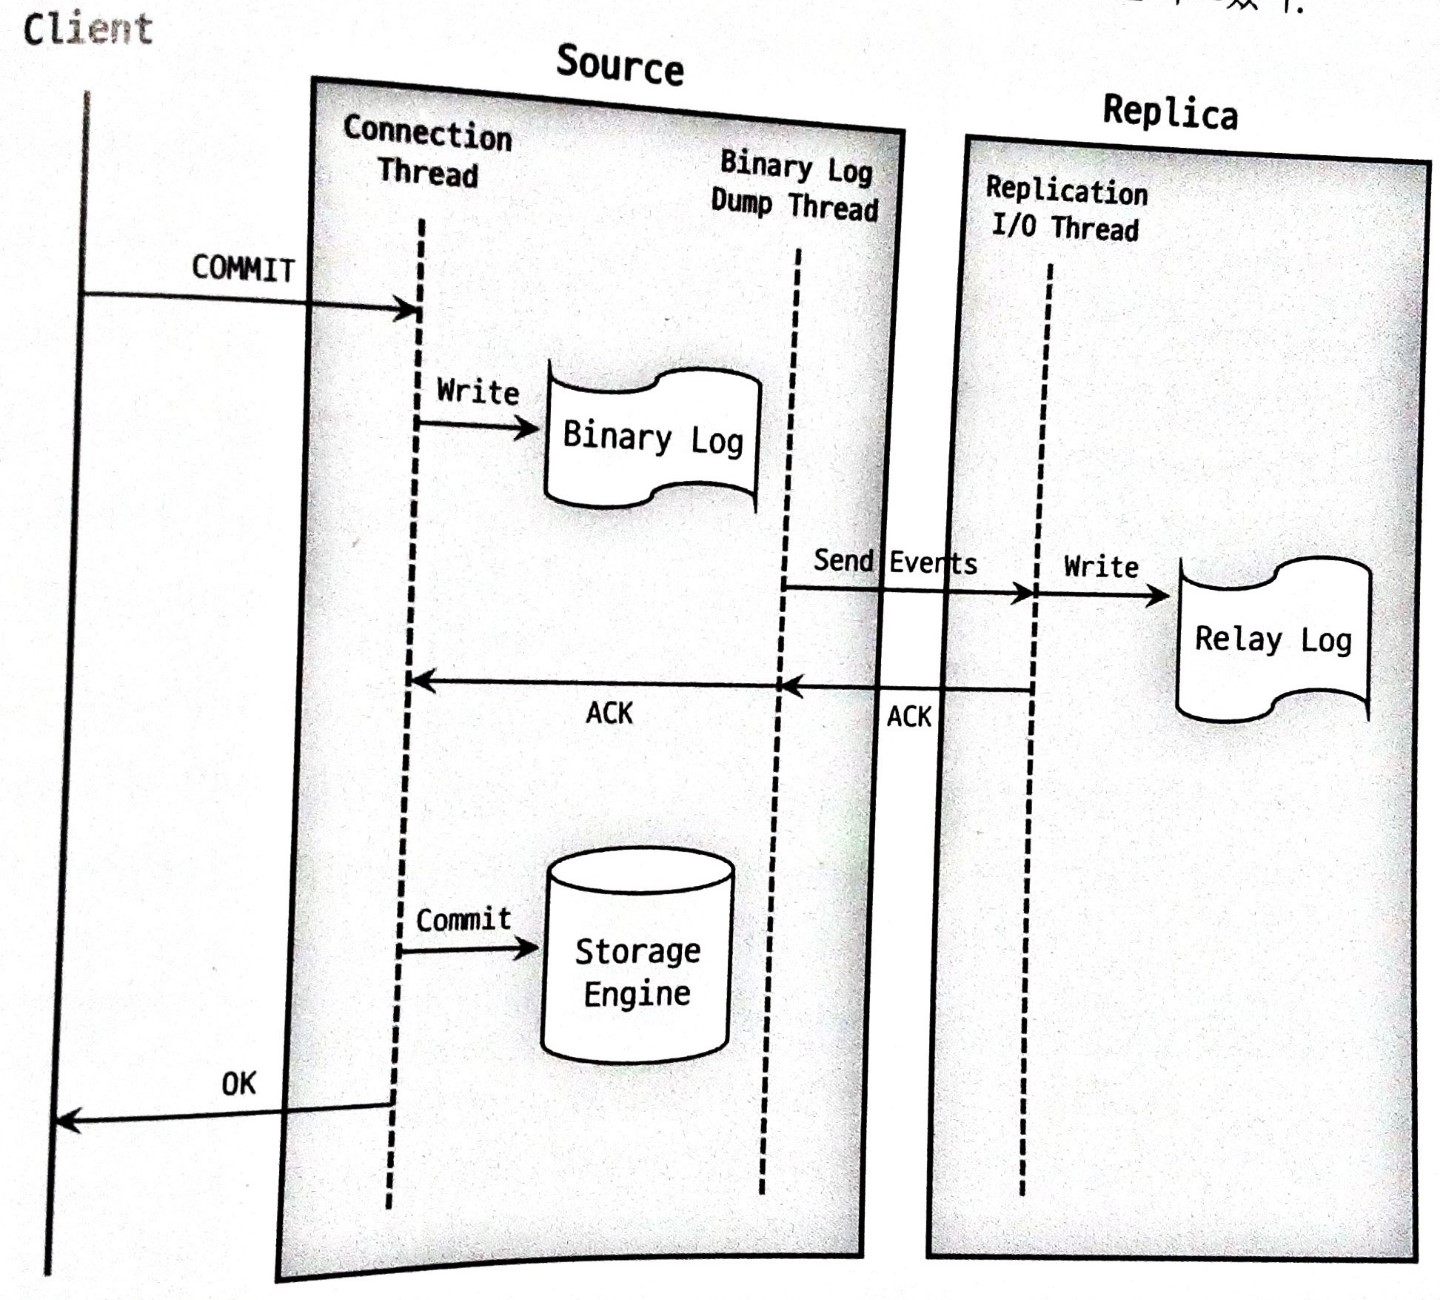 Client
Source
Replica
Connection
Thread
Binary Log
Dump Thread
Replication
I/O Thread
COMMIT
Write
Binary Log
Send Events
Write
Relay Log
ACK
ACK
Commit
Storage
Engine
OK